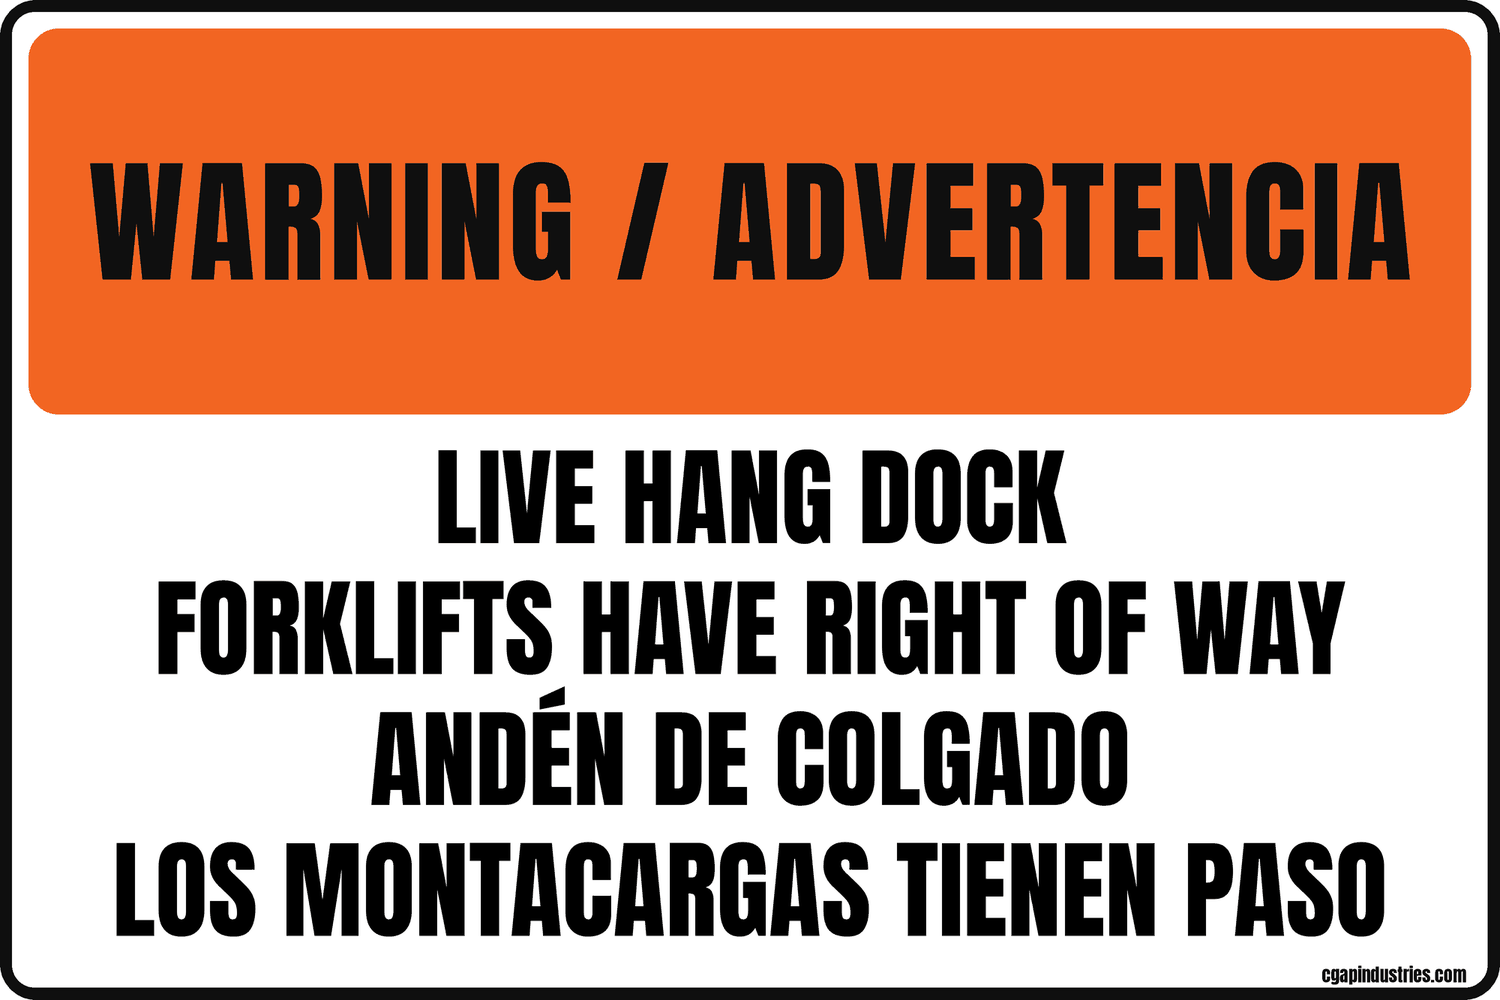 WARNING / ADVERTENCIA
LIVE HANG DOCK
FORKLIFTS HAVE RIGHT OF WAY
ANDÉN DE COLGADO
LOS MONTACARGAS TIENEN PASO
cgapindustries.com